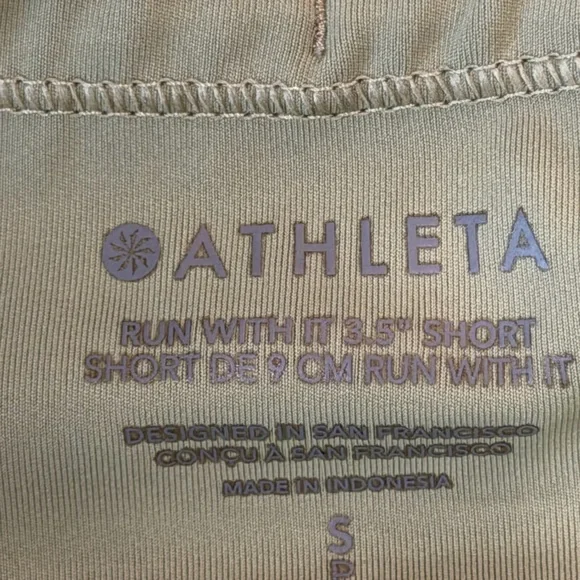 ATHLETA
RUN WITH IT 3.5" SHORT
SHORT DE 9 CM RUN WITH IT
DESIGNED IN SAN FRANCISCO
CONÇU À SAN FRANCISCO
MADE IN INDONESIA
S